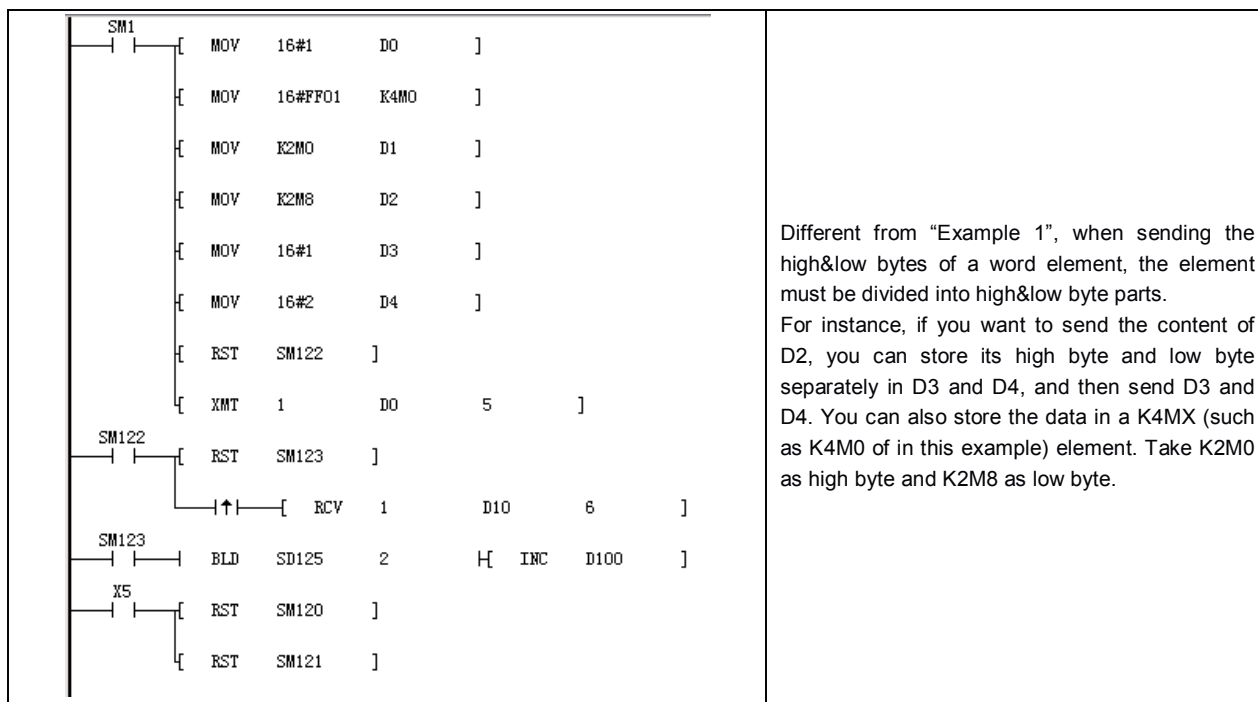 SM1
[ MOV 16#1 D0 ]
[ MOV 16#FF01 K4M0 ]
[ MOV K2M0 D1 ]
[ MOV K2M8 D2 ]
[ MOV 16#1 D3 ]
[ MOV 16#2 D4 ]
[ RST SM122 ]
[ XMT 1 D0 5 ]
SM122
[ RST SM123 ]
[ RCV 1 D10 6 ]
SM123
BLD SD125 2 [ INC D100 ]
X5
[ RST SM120 ]
[ RST SM121 ]
Different from “Example 1”, when sending the
high&low bytes of a word element, the element
must be divided into high&low byte parts.
For instance, if you want to send the content of
D2, you can store its high byte and low byte
separately in D3 and D4, and then send D3 and
D4. You can also store the data in a K4MX (such
as K4M0 of in this example) element. Take K2M0
as high byte and K2M8 as low byte.